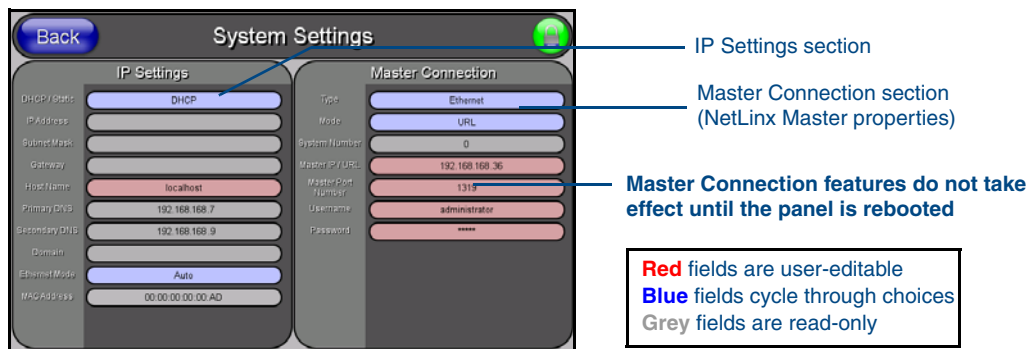 Back
System Settings
IP Settings
DHCP / Static
DHCP
IP Address
Subnet Mask
Gateway
Host Name
localhost
Primary DNS
192.168.168.7
Secondary DNS
192.168.168.9
Domain
Ethernet Mode
Auto
MAC Address
00:00:00:00:00:AD
Master Connection
Type
Ethernet
Mode
URL
System Number
0
Master IP / URL
192.168.168.36
Master Port
Number
1319
Username
administrator
Password
*****
IP Settings section
Master Connection section
(NetLinx Master properties)
Master Connection features do not take
effect until the panel is rebooted
Red fields are user-editable
Blue fields cycle through choices
Grey fields are read-only